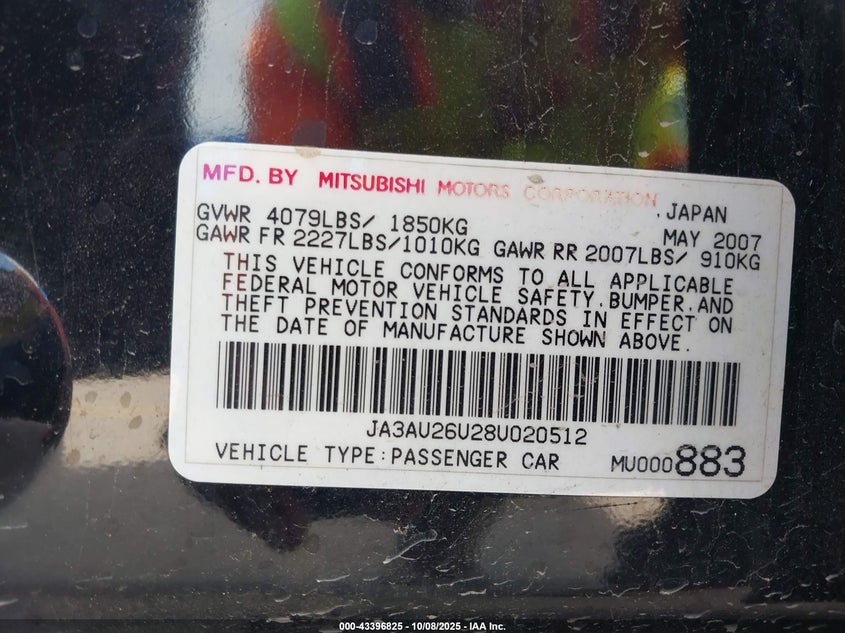 MFD. BY MITSUBISHI MOTORS CORPORATION
GVWR 4079LBS/ 1850KG JAPAN
GAWR FR 2227LBS/1010KG GAWR RR 2007LBS/ 910KG MAY 2007
THIS VEHICLE CONFORMS TO ALL APPLICABLE
FEDERAL MOTOR VEHICLE SAFETY.BUMPER.AND
THEFT PREVENTION STANDARDS IN EFFECT ON
THE DATE OF MANUFACTURE SHOWN ABOVE.
JA3AU26U28U020512
VEHICLE TYPE:PASSENGER CAR MU000883
000-43396825 - 10/08/2025 - IAA Inc.